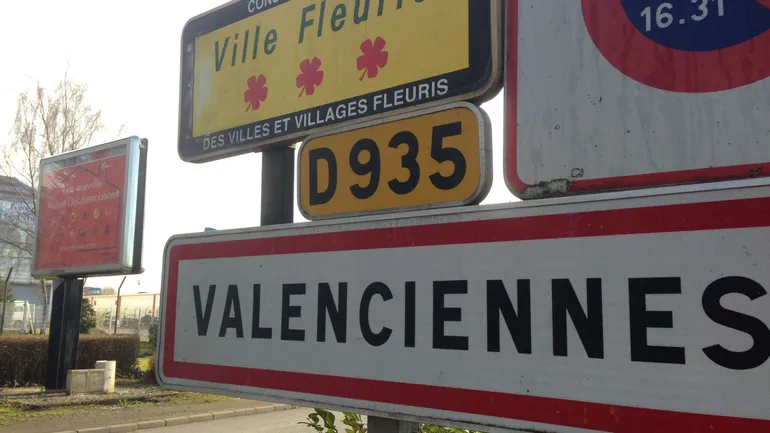 Ville Fleurie
DES VILLES ET VILLAGES FLEURIS
16.31
D935
VALENCIENNES